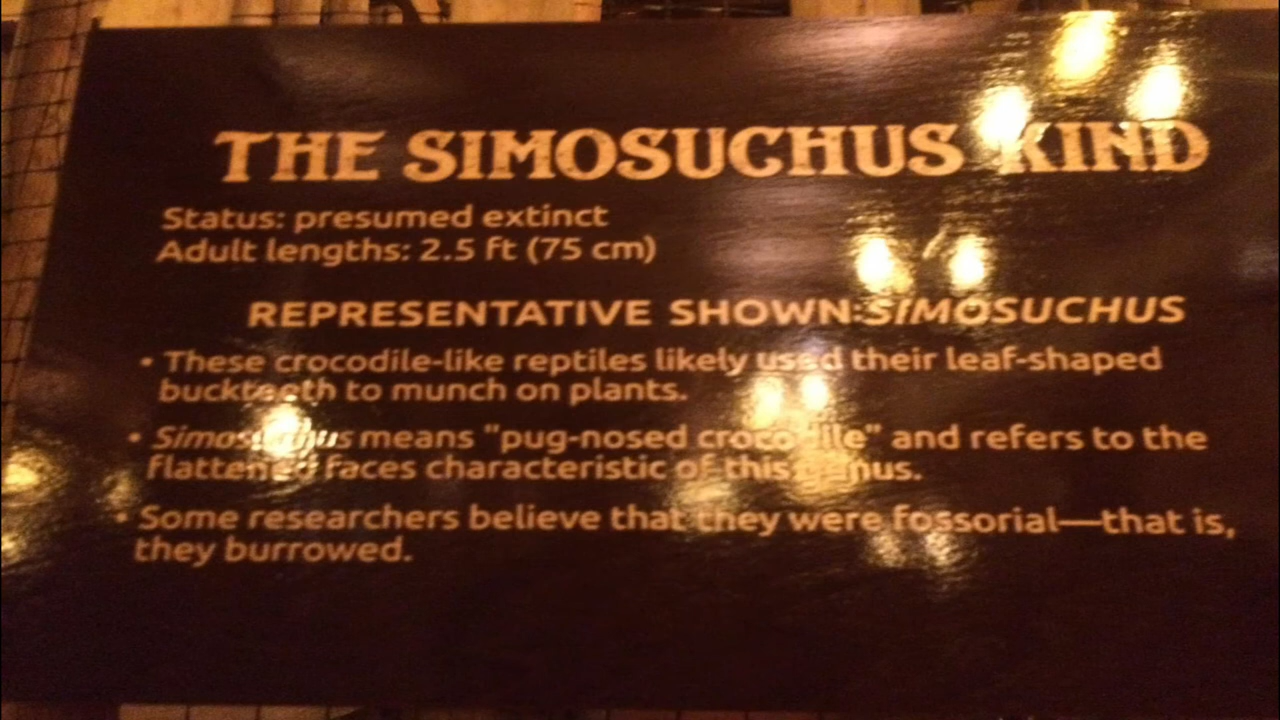 THE SIMOSUCHUS KIND
Status: presumed extinct
Adult lengths: 2.5 ft (75 cm)
REPRESENTATIVE SHOWN: SIMOSUCHUS
• These crocodile-like reptiles likely used their leaf-shaped
buckteeth to munch on plants.
• Simosuchus means "pug-nosed crocodile" and refers to the
flattened faces characteristic of this genus.
• Some researchers believe that they were fossorial—that is,
they burrowed.